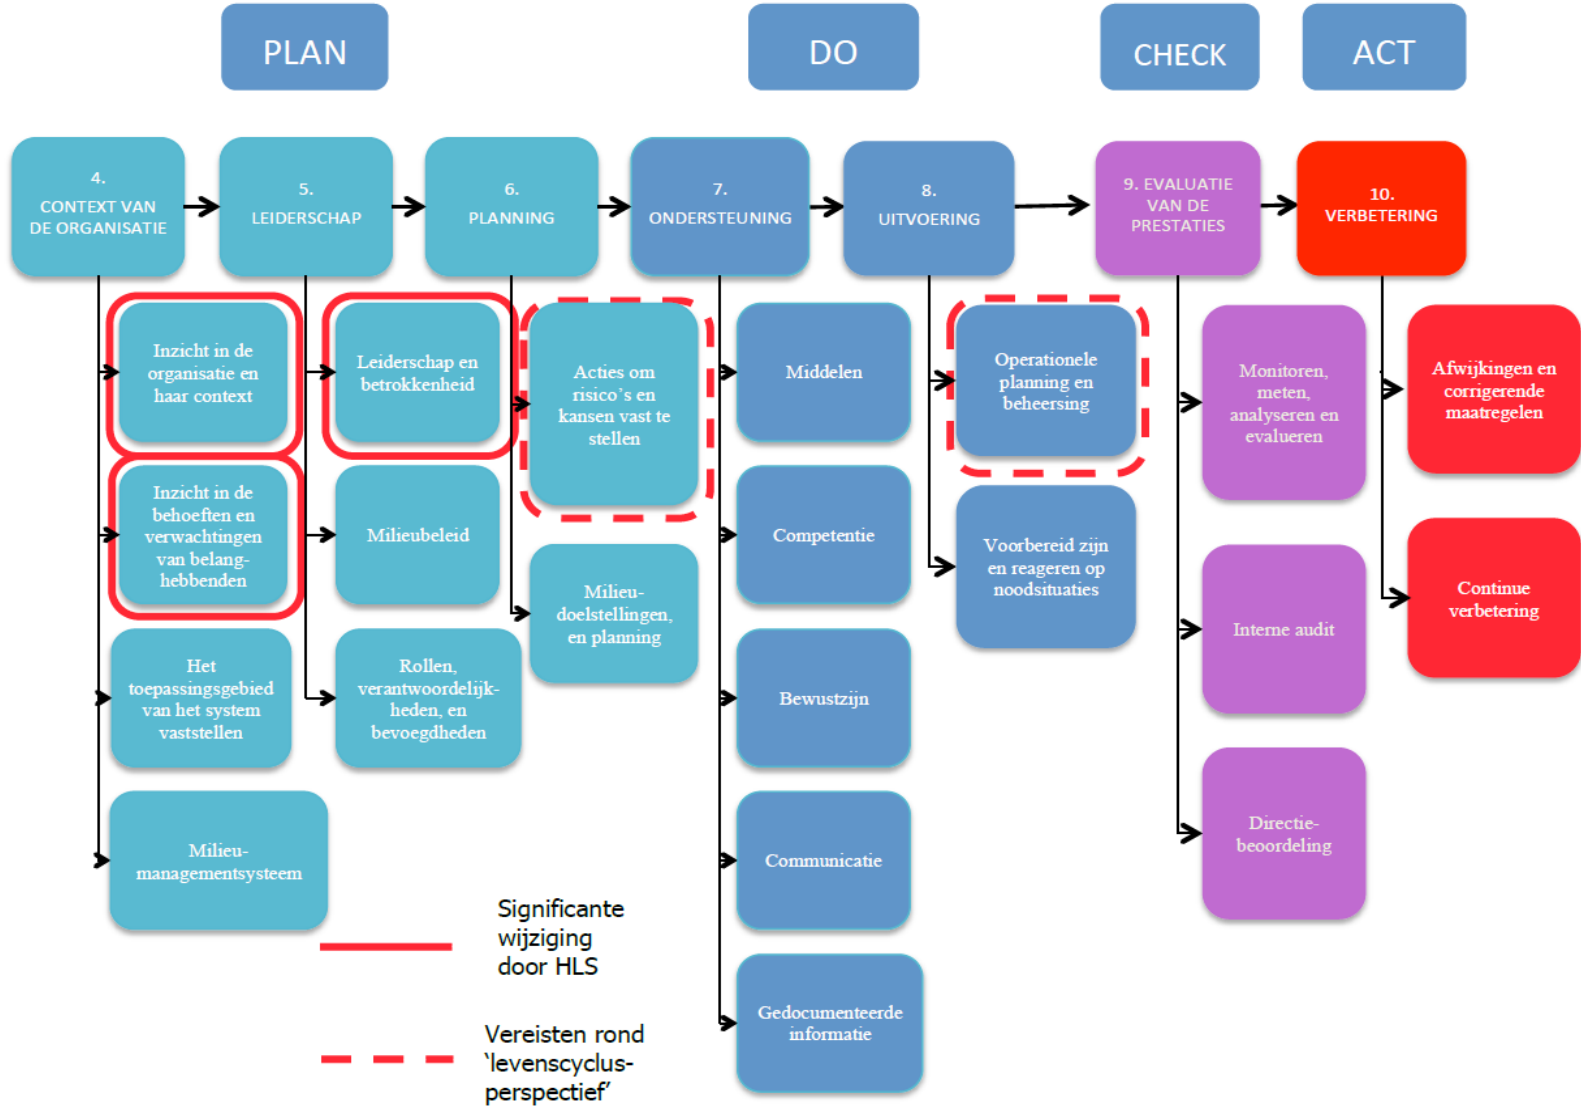 PLAN
DO
CHECK
ACT
4.
CONTEXT VAN
DE ORGANISATIE
5.
LEIDERSCHAP
6.
PLANNING
7.
ONDERSTEUNING
8.
UITVOERING
9. EVALUATIE
VAN DE
PRESTATIES
10.
VERBETERING
Inzicht in de
organisatie en
haar context
Inzicht in de
behoeften en
verwachtingen
van belang-
hebbenden
Het
toepassingsgebied
van het system
vaststellen
Milieu-
managementsysteem
Leiderschap en
betrokkenheid
Milieubeleid
Rollen,
verantwoordelijk-
heden, en
bevoegdheden
Acties om
risico’s en
kansen vast te
stellen
Milieu-
doelstellingen,
en planning
Middelen
Competentie
Bewustzijn
Communicatie
Gedocumenteerde
informatie
Operationele
planning en
beheersing
Voorbereid zijn
en reageren op
noodsituaties
Monitoren,
meten,
analyseren en
evalueren
Interne audit
Directie-
beoordeling
Afwijkingen en
corrigerende
maatregelen
Continue
verbetering
Significante
wijziging
door HLS
Vereisten rond
‘levenscyclus-
perspectief’